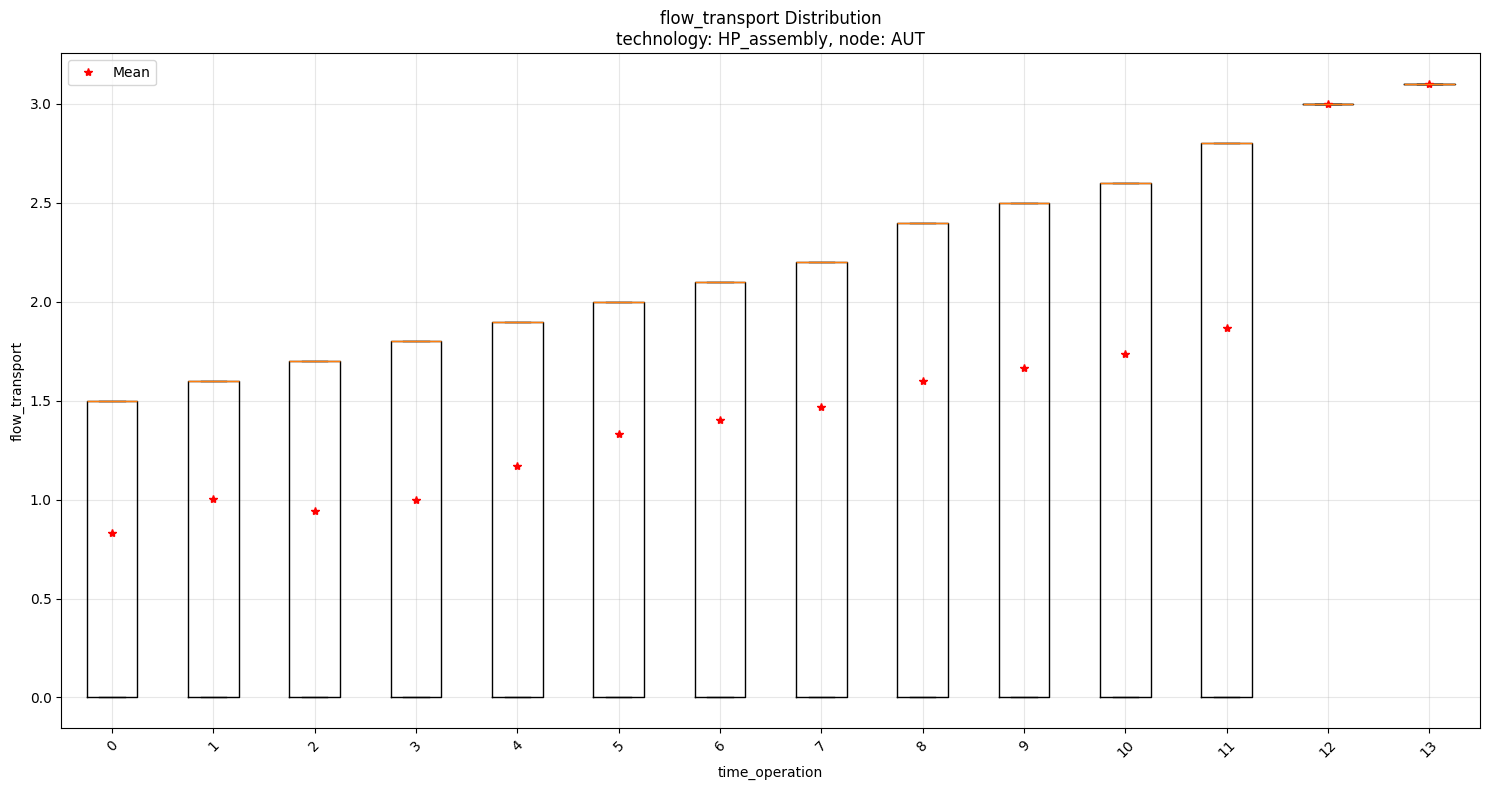 flow_transport Distribution
technology: HP_assembly, node: AUT
Mean
flow_transport
3.0
2.5
2.0
1.5
1.0
0.5
0.0
0 1 2 3 4 5 6 7 8 9 10 11 12 13
time_operation